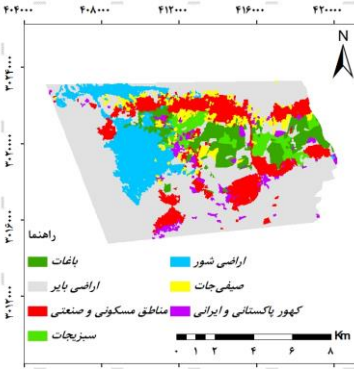 ۴۰۴۰۰۰ ۴۰۸۰۰۰ ۴۱۲۰۰۰ ۴۱۶۰۰۰ ۴۲۰۰۰۰
N
۳۰۲۴۰۰۰
۳۰۲۰۰۰۰
۳۰۱۶۰۰۰
۳۰۱۲۰۰۰
راهنما
باغات
اراضی شور
اراضی بایر
صیفی‌جات
مناطق مسکونی و صنعتی
کهور پاکستانی و ایرانی
سبزیجات
Km
۰ ۱ ۲ ۴ ۶ ۸